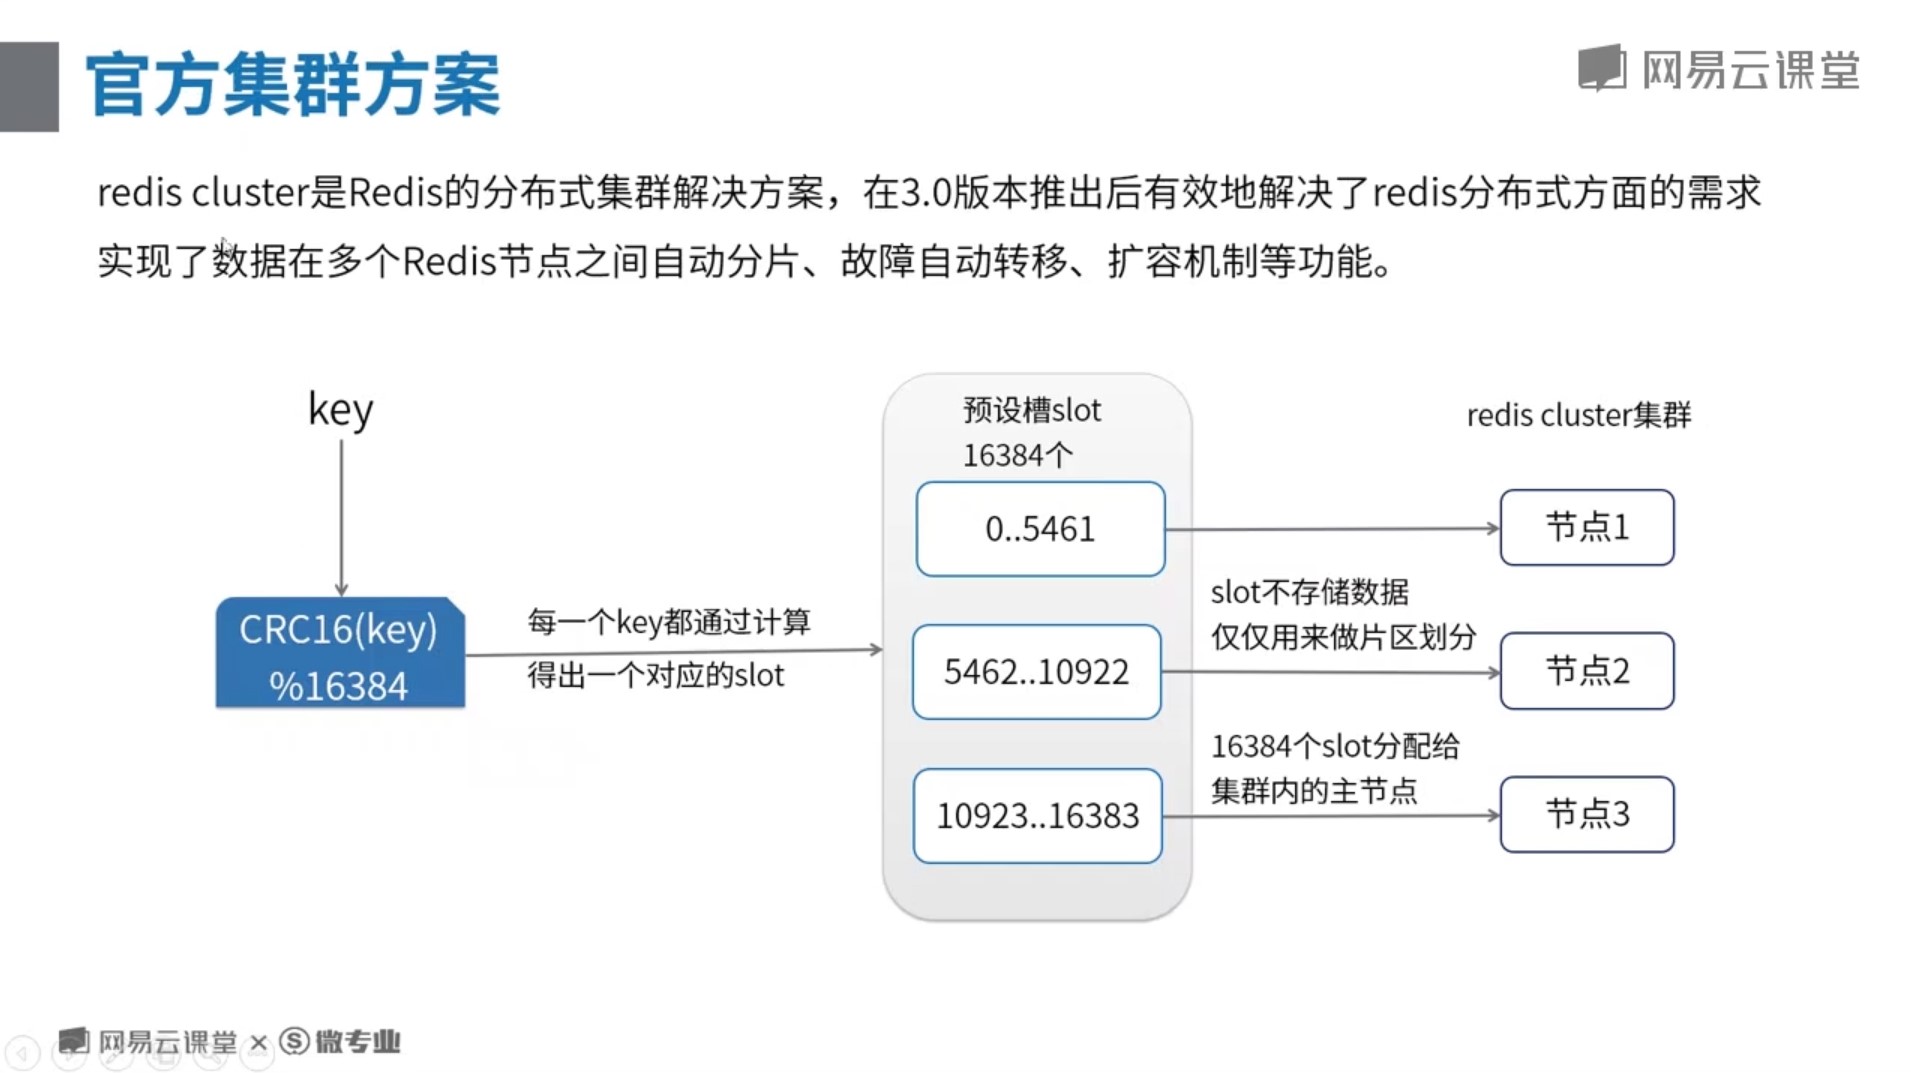 官方集群方案
网易云课堂
redis cluster是Redis的分布式集群解决方案，在3.0版本推出后有效地解决了redis分布式方面的需求
实现了数据在多个Redis节点之间自动分片、故障自动转移、扩容机制等功能。
key
CRC16(key)
%16384
每一个key都通过计算
得出一个对应的slot
预设槽slot
16384个
0..5461
5462..10922
10923..16383
slot不存储数据
仅仅用来做片区划分
16384个slot分配给
集群内的主节点
redis cluster集群
节点1
节点2
节点3
网易云课堂 × 微专业